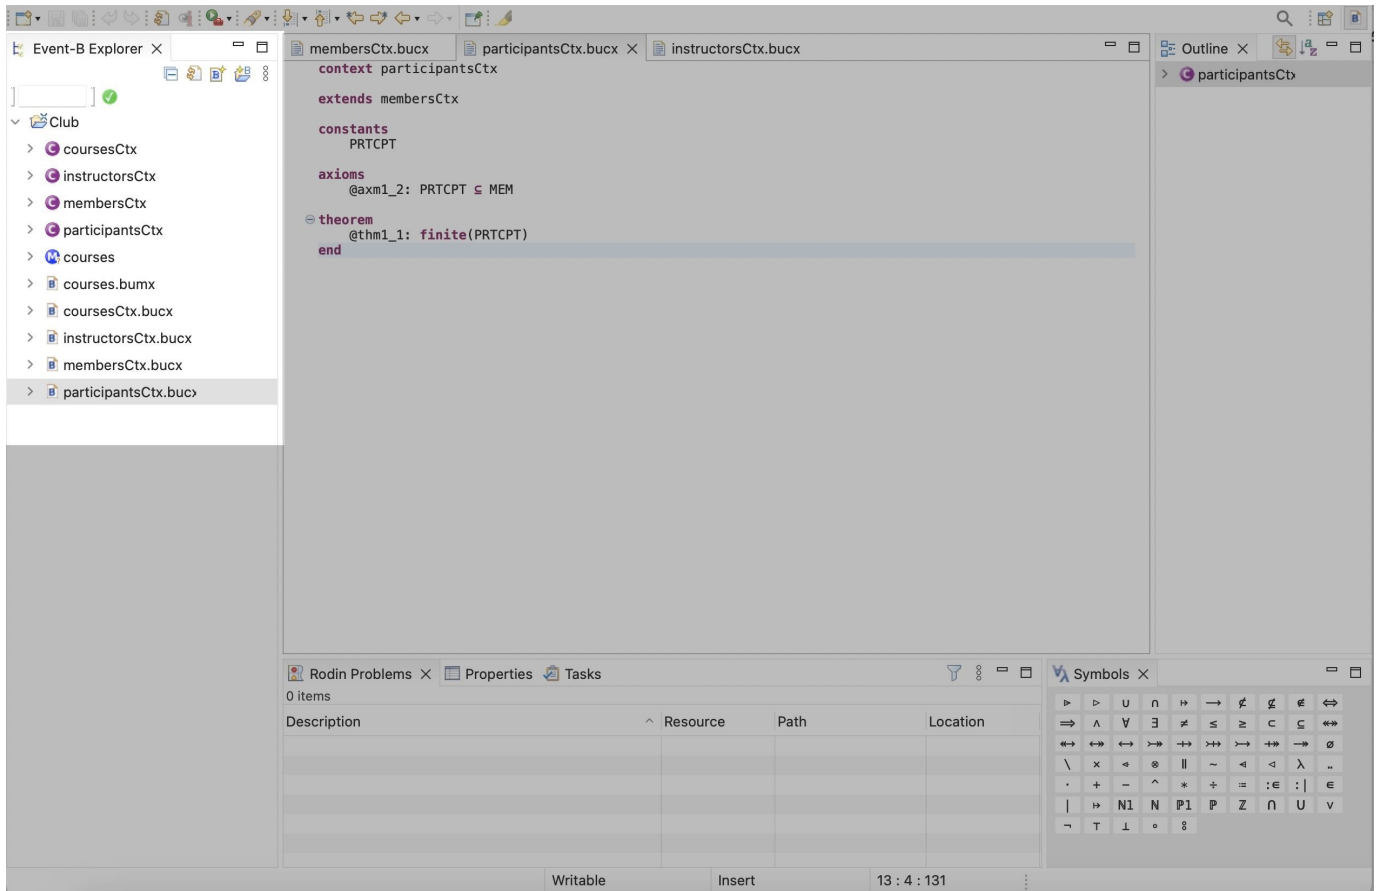 Event-B Explorer
Club
coursesCtx
instructorsCtx
membersCtx
participantsCtx
courses
courses.bumx
coursesCtx.bucx
instructorsCtx.bucx
membersCtx.bucx
participantsCtx.bucx
membersCtx.bucx
participantsCtx.bucx
instructorsCtx.bucx
context participantsCtx
extends membersCtx
constants
PRTCPT
axioms
@axm1_2: PRTCPT ⊆ MEM
theorem
@thm1_1: finite(PRTCPT)
end
Outline
participantsCtx
Rodin Problems
Properties
Tasks
0 items
Description Resource Path Location
Symbols
⊳ ▷ ∪ ∩ ⇸ → ⊄ ⊈ ∉ ⇔
⇒ ∧ ∀ ∃ ≠ ≤ ≥ ⊂ ⊆
∅
\ × ⊗ ∥ ∼ ⩤ ◁ λ ‥
· + − ^ ∗ ÷ ≔ :∈ :∣ ∈
∣ ↦ ℕ1 ℕ ℙ1 ℙ ℤ ⋂ ⋃ ∨
¬ ⊤ ⊥ ∘
Writable Insert 13 : 4 : 131